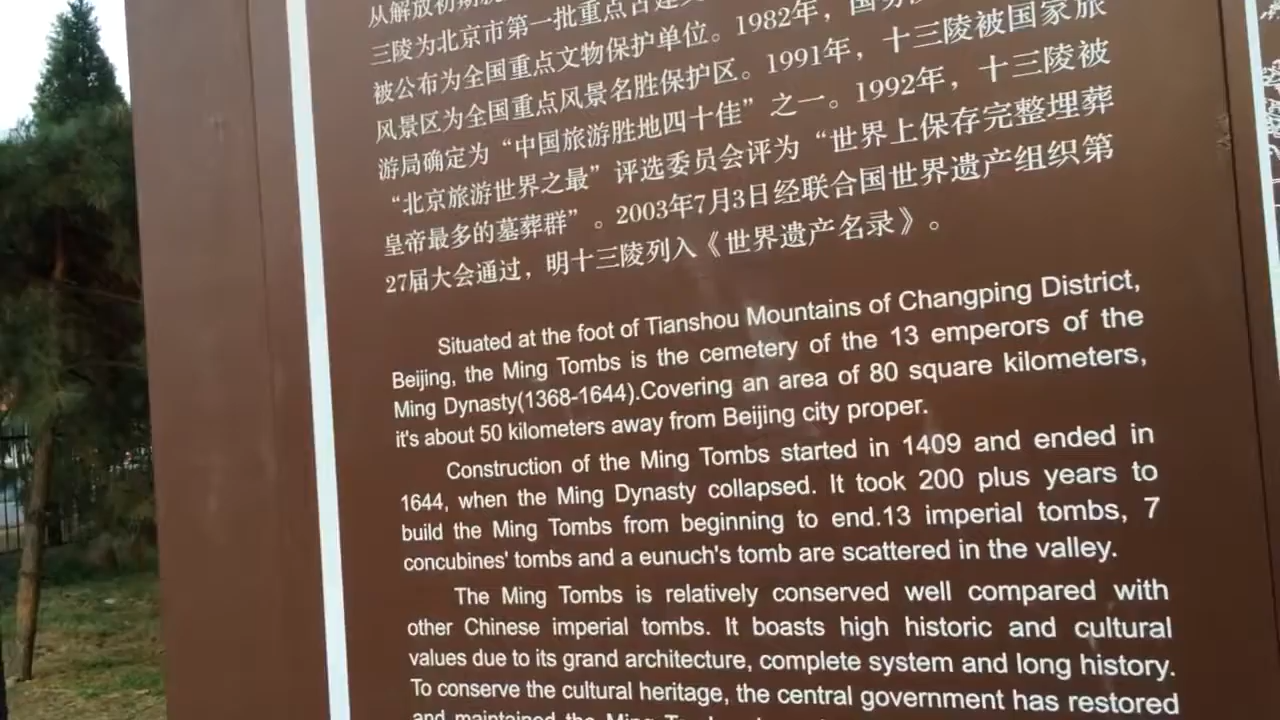 从解放初期
三陵为北京市第一批重点古建
被公布为全国重点文物保护单位。1982年，国务
风景区为全国重点风景名胜保护区。1991年，十三陵被国家旅
游局确定为“中国旅游胜地四十佳”之一。1992年，十三陵被
“北京旅游世界之最”评选委员会评为“世界上保存完整埋葬
皇帝最多的墓葬群”。2003年7月3日经联合国世界遗产组织第
27届大会通过，明十三陵列入《世界遗产名录》。
Situated at the foot of Tianshou Mountains of Changping District,
Beijing, the Ming Tombs is the cemetery of the 13 emperors of the
Ming Dynasty(1368-1644).Covering an area of 80 square kilometers,
it's about 50 kilometers away from Beijing city proper.
Construction of the Ming Tombs started in 1409 and ended in
1644, when the Ming Dynasty collapsed. It took 200 plus years to
build the Ming Tombs from beginning to end.13 imperial tombs, 7
concubines' tombs and a eunuch's tomb are scattered in the valley.
The Ming Tombs is relatively conserved well compared with
other Chinese imperial tombs. It boasts high historic and cultural
values due to its grand architecture, complete system and long history.
To conserve the cultural heritage, the central government has restored
and maintained the Ming